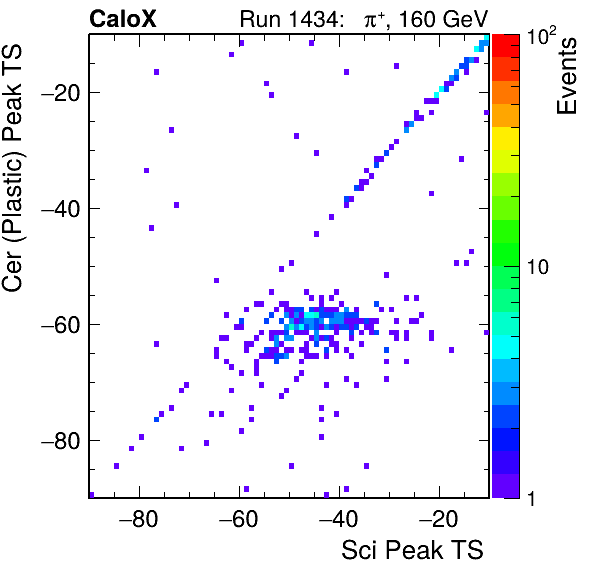 CaloX Run 1434: π⁺, 160 GeV
Cer (Plastic) Peak TS
−20
−40
−60
−80
−80 −60 −40 −20
Sci Peak TS
10²
10
1
Events